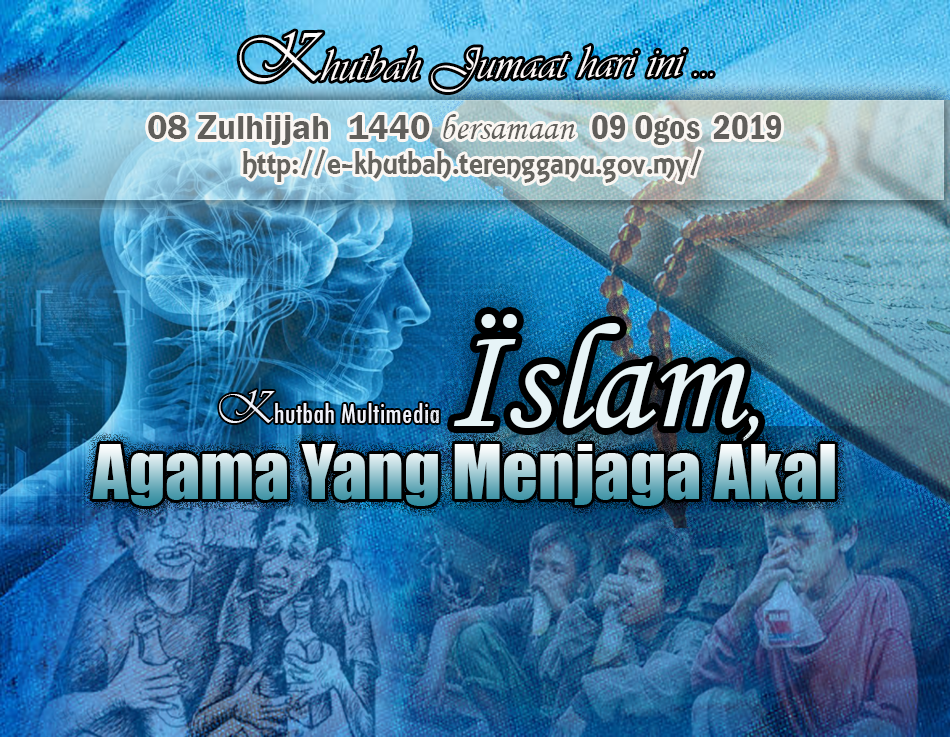 Khutbah Jumaat hari ini ...
08 Zulhijjah 1440 bersamaan 09 Ogos 2019
http://e-khutbah.terengganu.gov.my/
Khutbah Multimedia Ïslam,
Agama Yang Menjaga Akal